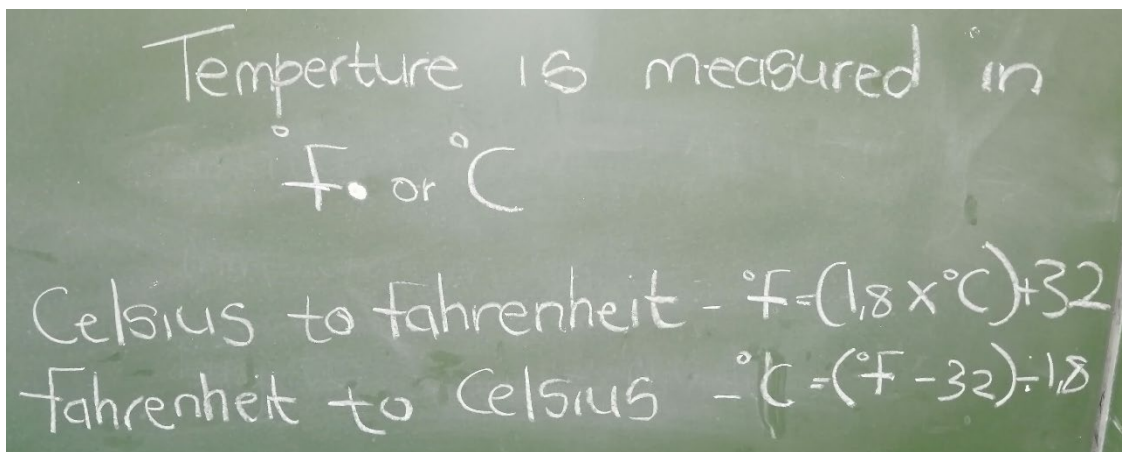 Temperture is measured in
°F. or °C
Celsius to fahrenheit - °F=(1,8 x °C)+32
Fahrenheit to Celsius - °C=(°F-32)÷1,8